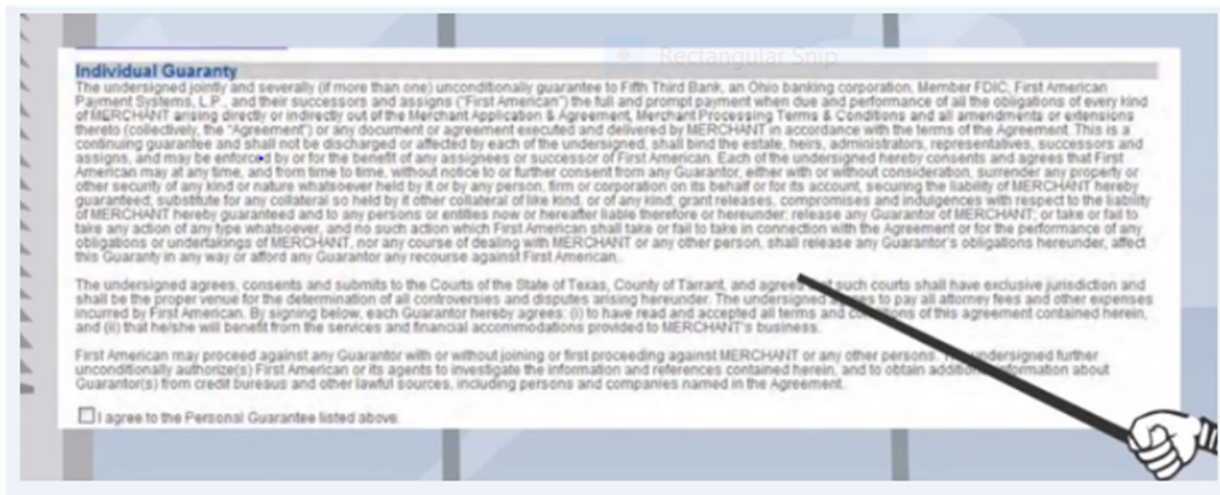 Rectangular Snip
Individual Guaranty
The undersigned jointly and severally (if more than one) unconditionally guarantee to Fifth Third Bank, an Ohio banking corporation, Member FDIC, First American
Payment Systems, L.P., and their successors and assigns ("First American") the full and prompt payment when due and performance of all the obligations of every kind
of MERCHANT arising directly or indirectly out of the Merchant Application & Agreement, Merchant Processing Terms & Conditions and all amendments or extensions
thereto (collectively, the "Agreement") or any document or agreement executed and delivered by MERCHANT in accordance with the terms of the Agreement. This is a
continuing guarantee and shall not be discharged or affected by each of the undersigned, shall bind the estate, heirs, administrators, representatives, successors and
assigns, and may be enforced by or for the benefit of any assignees or successor of First American. Each of the undersigned hereby consents and agrees that First
American may at any time, and from time to time, without notice to or further consent from any Guarantor, either with or without consideration, surrender any property or
other security of any kind or nature whatsoever held by it or by any person, firm or corporation on its behalf or for its account, securing the liability of MERCHANT hereby
guaranteed, substitute for any collateral so held by it other collateral of like kind, or of any kind, grant releases, compromises and indulgences with respect to the liability
of MERCHANT hereby guaranteed and to any persons or entities now or hereafter liable therefore or hereunder; release any Guarantor of MERCHANT; or take or fail to
take any action of any type whatsoever, and no such action which First American shall take or fail to take in connection with the Agreement or for the performance of any
obligations or undertakings of MERCHANT, nor any course of dealing with MERCHANT or any other person, shall release any Guarantor's obligations hereunder, affect
this Guaranty in any way or afford any Guarantor any recourse against First American.
The undersigned agrees, consents and submits to the Courts of the State of Texas, County of Tarrant, and agrees such courts shall have exclusive jurisdiction and
shall be the proper venue for the determination of all controversies and disputes arising hereunder. The undersigned to pay all attorney fees and other expenses
incurred by First American. By signing below, each Guarantor hereby agrees: (i) to have read and accepted all terms and conditions of this agreement contained herein,
and (ii) that he/she will benefit from the services and financial accommodations provided to MERCHANT's business.
First American may proceed against any Guarantor with or without joining or first proceeding against MERCHANT or any other persons. undersigned further
unconditionally authorize(s) First American or its agents to investigate the information and references contained herein, and to obtain information about
Guarantor(s) from credit bureaus and other lawful sources, including persons and companies named in the Agreement.
I agree to the Personal Guarantee listed above.